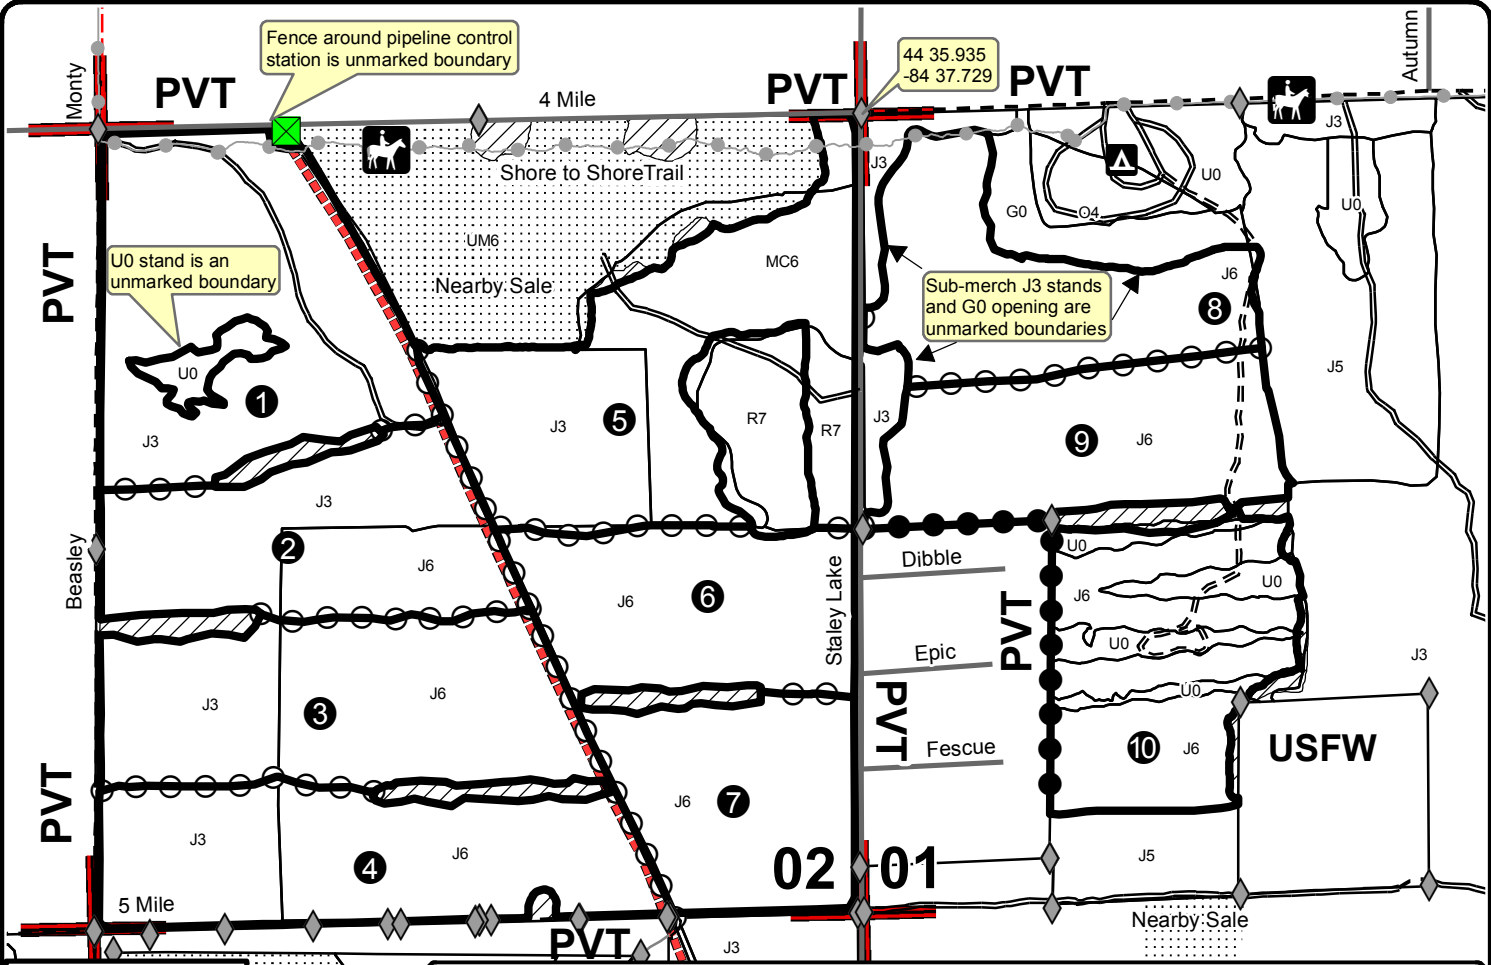 Autumn
Monty
Fence around pipeline control
station is unmarked boundary
44 35.935
-84 37.729
PVT
PVT
PVT
4 Mile
J3
J3
Shore to ShoreTrail
U0
G0
O4
U0
UM6
MC6
PVT
U0 stand is an
unmarked boundary
Nearby Sale
J6
Sub-merch J3 stands
and G0 opening are
unmarked boundaries
8
U0
1
J3
J3
5
R7
R7
J3
9
J6
J5
J3
2
J6
Beasley
Dibble
U0
J6
U0
J6
6
Staley Lake
PVT
Epic
U0
J3
U0
J3
3
J6
PVT
Fescue
10
J6
USFW
PVT
J6
7
J3
4
J6
02
01
J5
5 Mile
Nearby Sale
PVT
J3